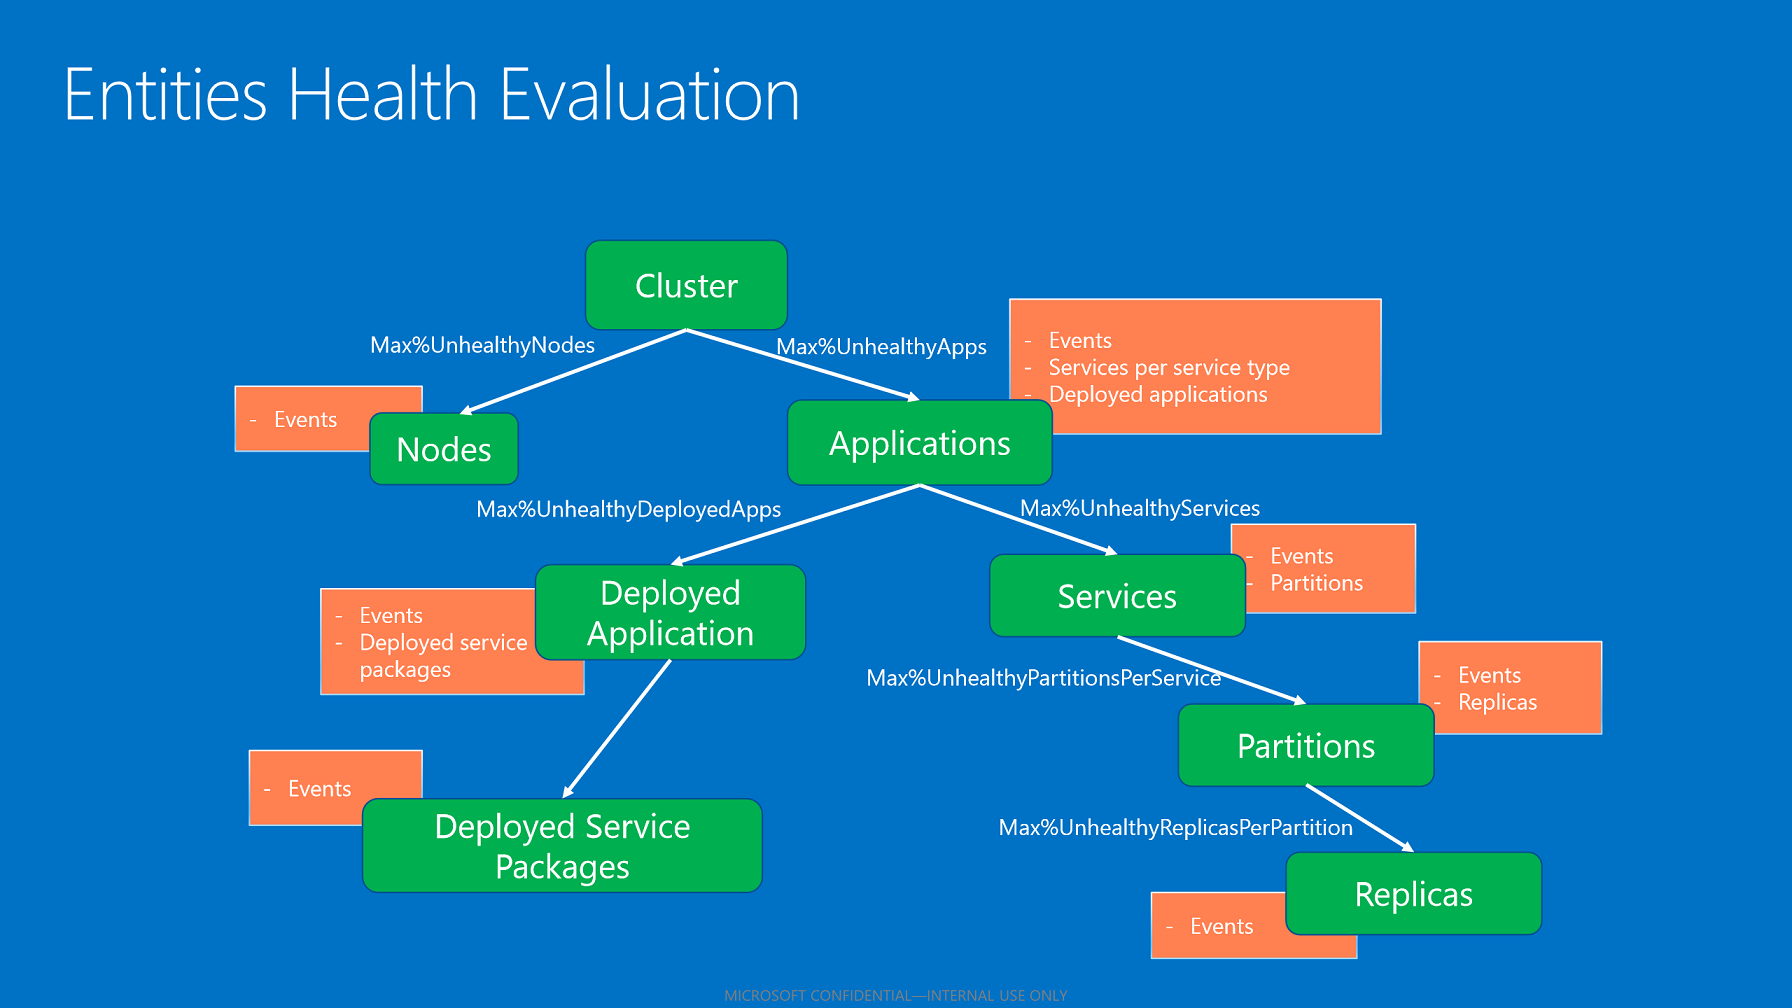 Entities Health Evaluation
Cluster
Max%UnhealthyNodes
Max%UnhealthyApps
- Events
- Services per service type
- Deployed applications
- Events
Nodes
Applications
Max%UnhealthyDeployedApps
Max%UnhealthyServices
- Events
- Partitions
Deployed
Application
Services
- Events
- Deployed service
packages
Max%UnhealthyPartitionsPerService
- Events
- Replicas
Partitions
- Events
Deployed Service
Packages
Max%UnhealthyReplicasPerPartition
Replicas
- Events
MICROSOFT CONFIDENTIAL—INTERNAL USE ONLY